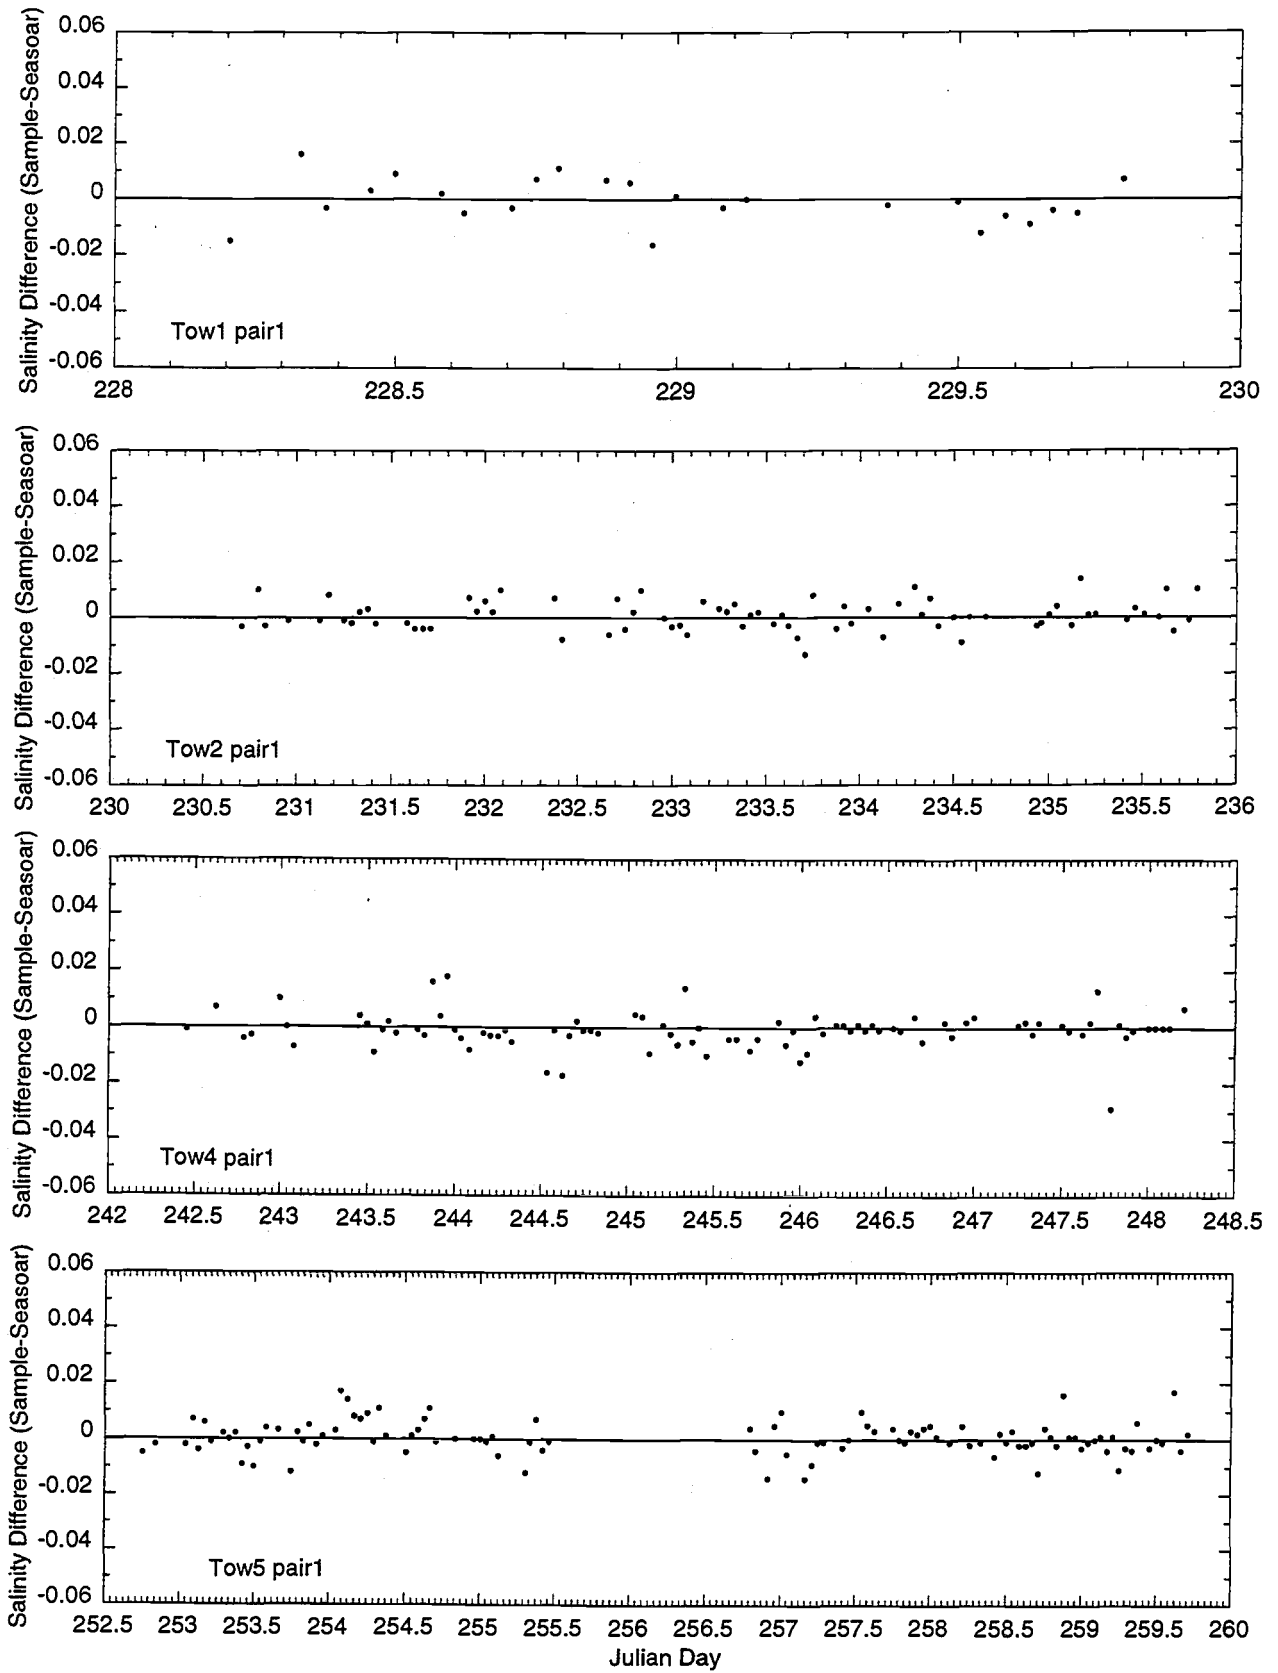 Salinity Difference (Sample-Seasoar)
0.06
0.04
0.02
0
-0.02
-0.04
-0.06
Tow1 pair1
228 228.5 229 229.5 230
Salinity Difference (Sample-Seasoar)
0.06
0.04
0.02
0
-0.02
-0.04
-0.06
Tow2 pair1
230 230.5 231 231.5 232 232.5 233 233.5 234 234.5 235 235.5 236
Salinity Difference (Sample-Seasoar)
0.06
0.04
0.02
0
-0.02
-0.04
-0.06
Tow4 pair1
242 242.5 243 243.5 244 244.5 245 245.5 246 246.5 247 247.5 248 248.5
Salinity Difference (Sample-Seasoar)
0.06
0.04
0.02
0
-0.02
-0.04
-0.06
Tow5 pair1
252.5 253 253.5 254 254.5 255 255.5 256 256.5 257 257.5 258 258.5 259 259.5 260
Julian Day